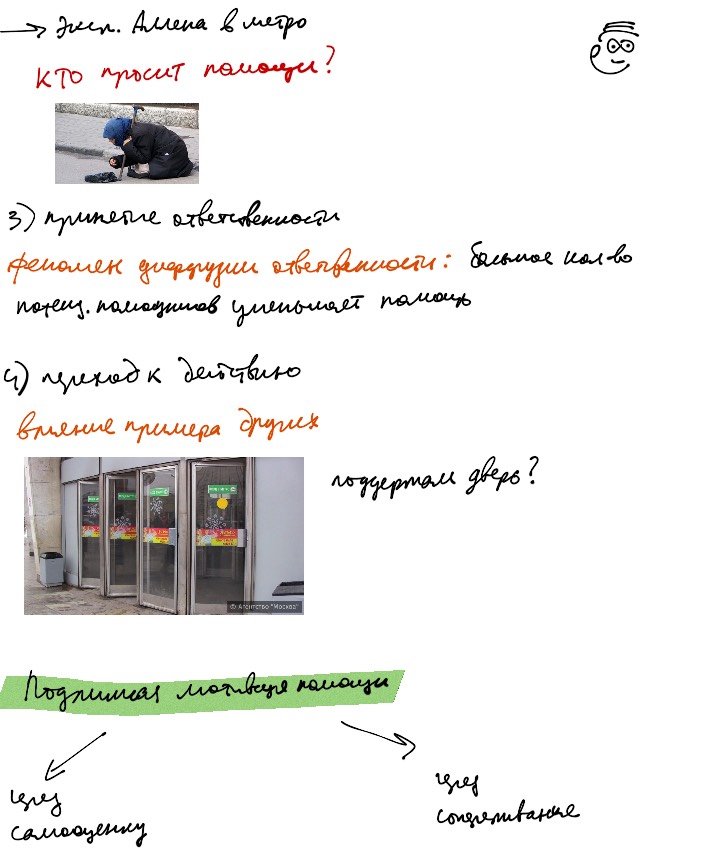 → Эксп. Аллена в метро
Кто просит помощи?
3) принятие ответственности
феномен диффузии ответственности: большое кол-во
потенц. помощников уменьшает помощь
4) переход к действию
влияние примера других
поддержам дверь?
© Агентство "Москва"
Подлинная мотивация помощи
через
самооценку
через
сопереживание